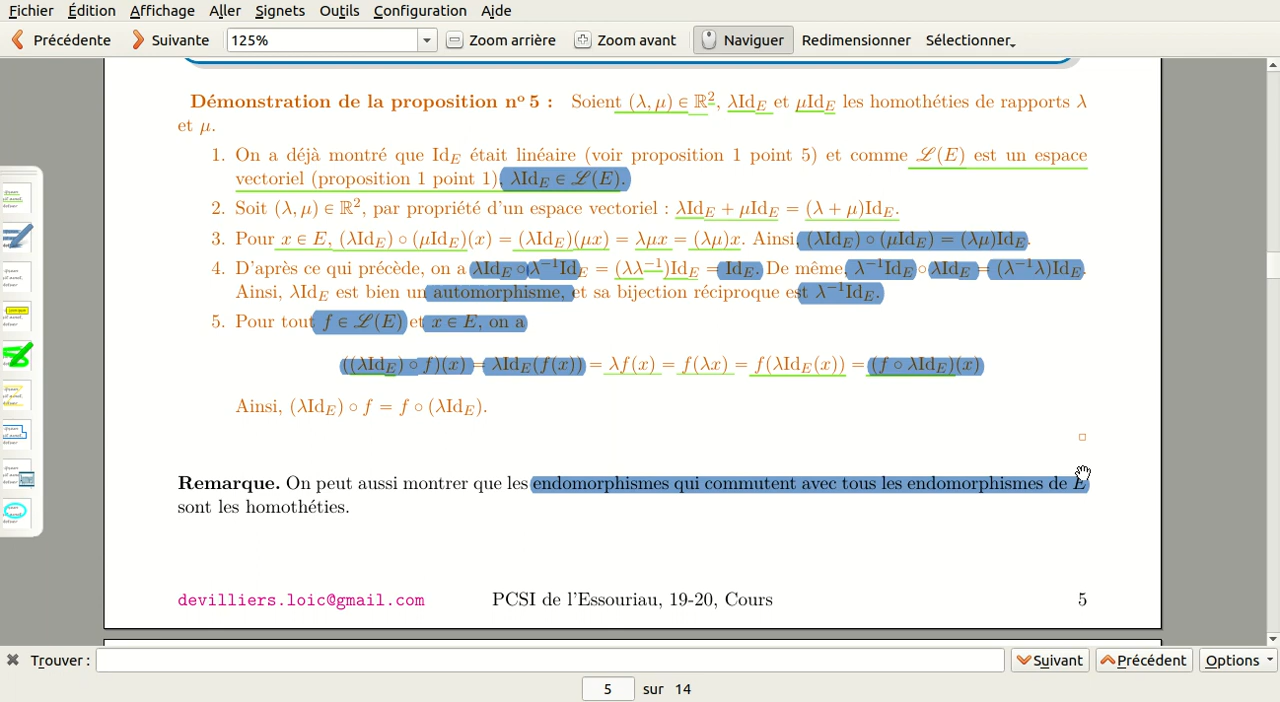 Fichier Édition Affichage Aller Signets Outils Configuration Aide
Précédente Suivante 125% Zoom arrière Zoom avant Naviguer Redimensionner Sélectionner
Démonstration de la proposition nº 5 : Soient (λ, μ) ∈ ℝ², λId_E et μId_E les homothéties de rapports λ
et μ.
1. On a déjà montré que Id_E était linéaire (voir proposition 1 point 5) et comme ℒ(E) est un espace
vectoriel (proposition 1 point 1), λId_E ∈ ℒ(E).
2. Soit (λ, μ) ∈ ℝ², par propriété d'un espace vectoriel : λId_E + μId_E = (λ + μ)Id_E.
3. Pour x ∈ E, (λId_E) ∘ (μId_E)(x) = (λId_E)(μx) = λμx = (λμ)x. Ainsi, (λId_E) ∘ (μId_E) = (λμ)Id_E.
4. D'après ce qui précède, on a λId_E ∘ λ⁻¹Id_E = (λλ⁻¹)Id_E = Id_E. De même, λ⁻¹Id_E ∘ λId_E = (λ⁻¹λ)Id_E.
Ainsi, λId_E est bien un automorphisme, et sa bijection réciproque est λ⁻¹Id_E.
5. Pour tout f ∈ ℒ(E) et x ∈ E, on a
((λId_E) ∘ f)(x) = λId_E(f(x)) = λf(x) = f(λx) = f(λId_E(x)) = (f ∘ λId_E)(x)
Ainsi, (λId_E) ∘ f = f ∘ (λId_E).
Remarque. On peut aussi montrer que les endomorphismes qui commutent avec tous les endomorphismes de E
sont les homothéties.
devilliers.loic@gmail.com PCSI de l'Essouriau, 19-20, Cours 5
Trouver : Suivant Précédent Options
5 sur 14